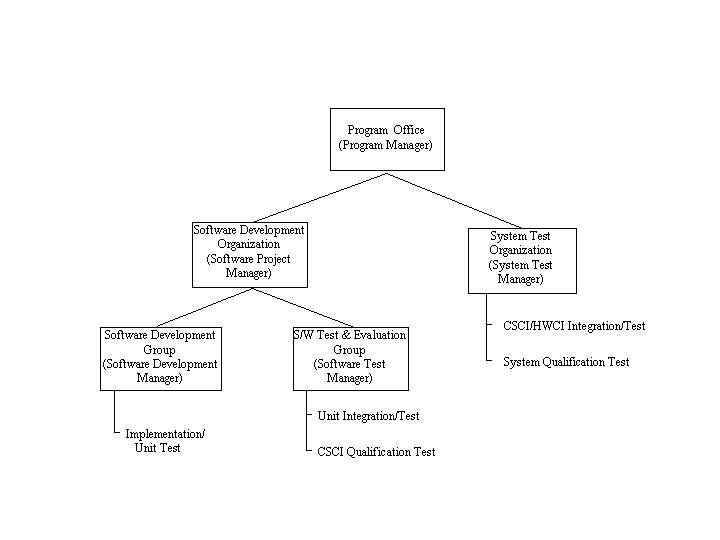 Program Office
(Program Manager)
Software Development
Organization
(Software Project
Manager)
System Test
Organization
(System Test
Manager)
Software Development
Group
(Software Development
Manager)
S/W Test & Evaluation
Group
(Software Test
Manager)
CSCI/HWCI Integration/Test
System Qualification Test
Implementation/
Unit Test
Unit Integration/Test
CSCI Qualification Test